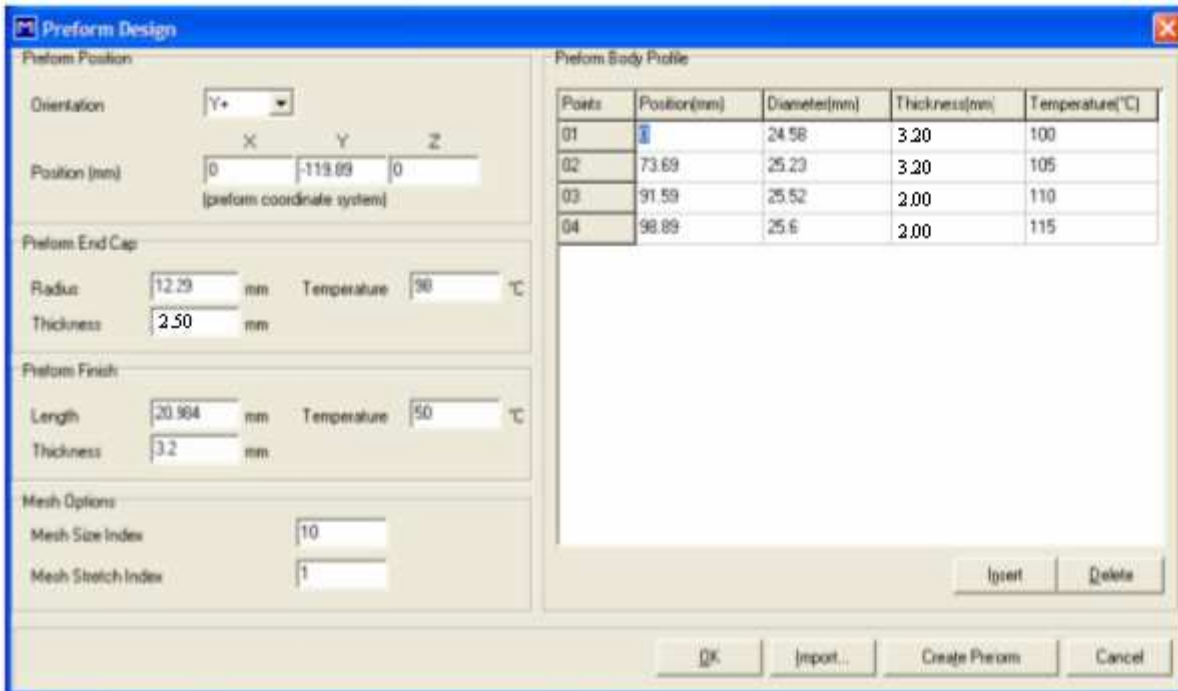 Preform Design
Preform Position
Orientation Y+
X Y Z
Position (mm) 0 -119.89 0
(preform coordinate system)
Preform End Cap
Radius 12.29 mm Temperature 98 °C
Thickness 2.50 mm
Preform Finish
Length 20.984 mm Temperature 50 °C
Thickness 3.2 mm
Mesh Options
Mesh Size Index 10
Mesh Stretch Index 1
Preform Body Profile
Points Position(mm) Diameter(mm) Thickness(mm) Temperature(°C)
01 0 24.58 3.20 100
02 73.69 25.23 3.20 105
03 91.59 25.52 2.00 110
04 98.89 25.6 2.00 115
Insert Delete
OK Import... Create Preform Cancel